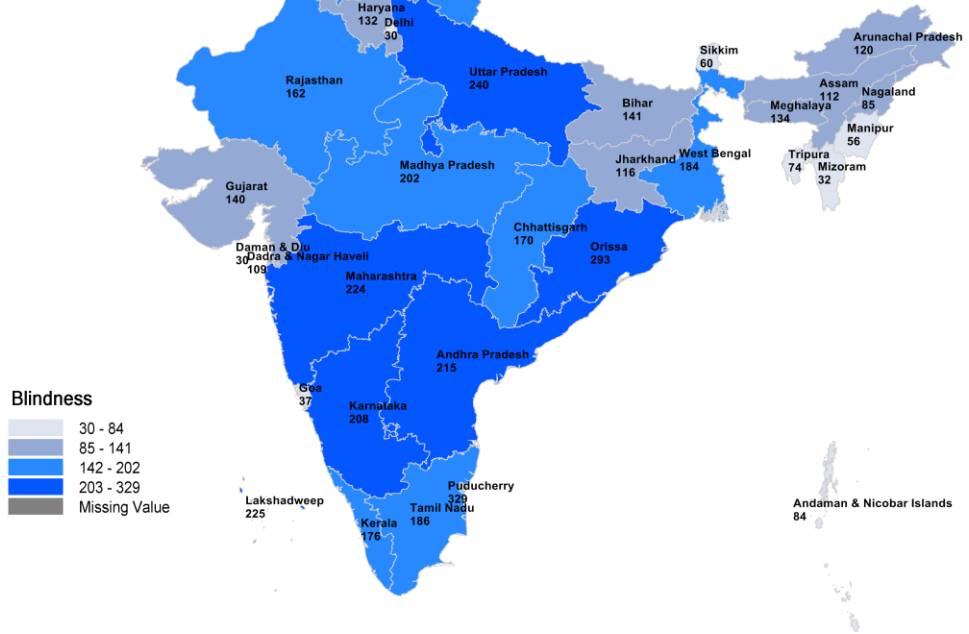 Haryana
132
Delhi
30
Rajasthan
162
Uttar Pradesh
240
Sikkim
60
Arunachal Pradesh
120
Assam
112
Nagaland
85
Meghalaya
134
Manipur
56
Tripura
74
Mizoram
32
Bihar
141
Jharkhand
116
West Bengal
184
Madhya Pradesh
202
Gujarat
140
Chhattisgarh
170
Orissa
293
Daman & Diu
30
Dadra & Nagar Haveli
109
Maharashtra
224
Andhra Pradesh
215
Goa
37
Karnataka
208
Blindness
30 - 84
85 - 141
142 - 202
203 - 329
Missing Value
Lakshadweep
225
Puducherry
329
Tamil Nadu
186
Kerala
176
Andaman & Nicobar Islands
84